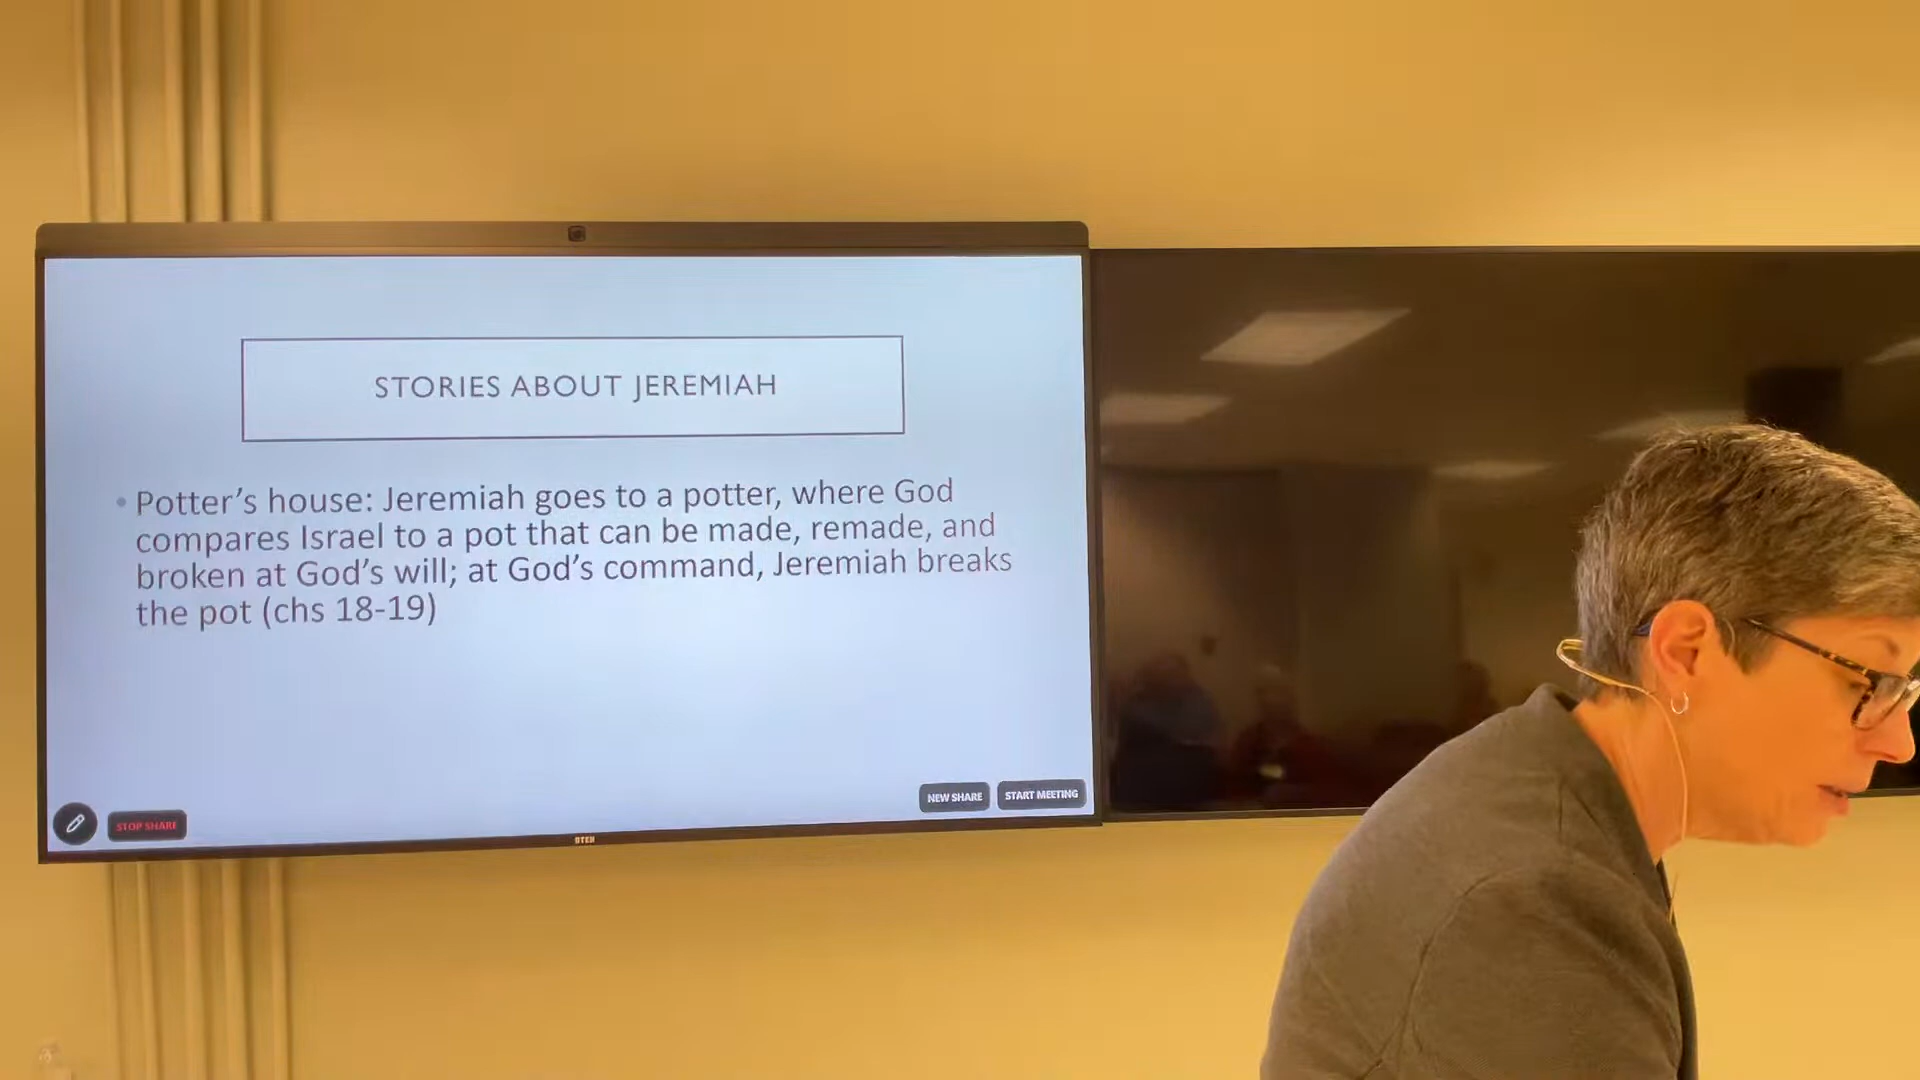 STORIES ABOUT JEREMIAH
• Potter's house: Jeremiah goes to a potter, where God
compares Israel to a pot that can be made, remade, and
broken at God's will; at God's command, Jeremiah breaks
the pot (chs 18-19)
NEW SHARE START MEETING
STOP SHARE
DTEN